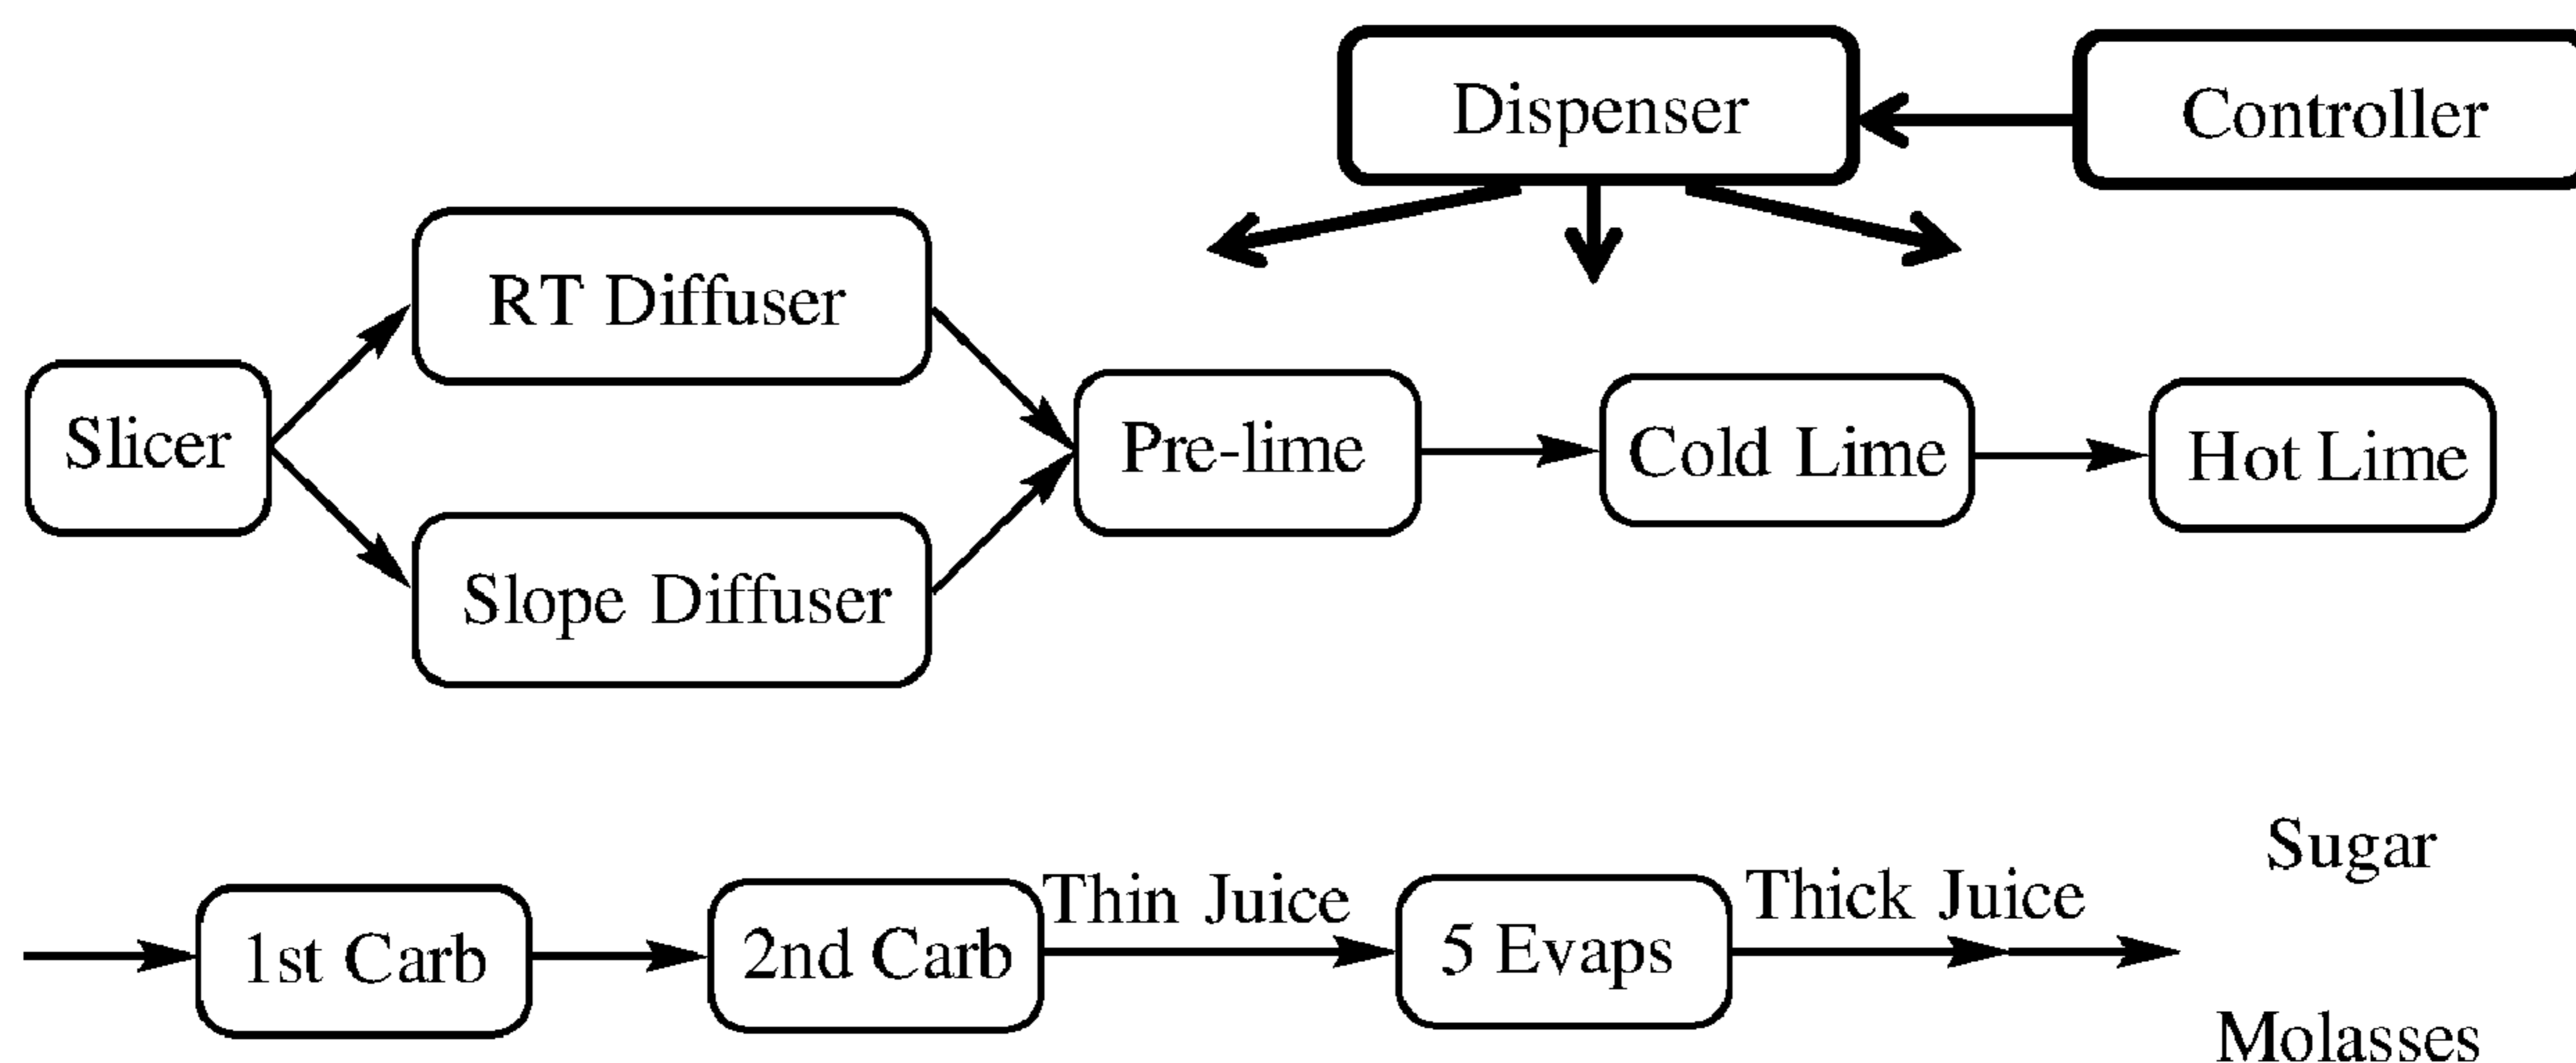 Dispenser
Controller
RT Diffuser
Slicer
Pre-lime
Cold Lime
Hot Lime
Slope Diffuser
Sugar
Thin Juice
Thick Juice
1st Carb
2nd Carb
5 Evaps
Molasses